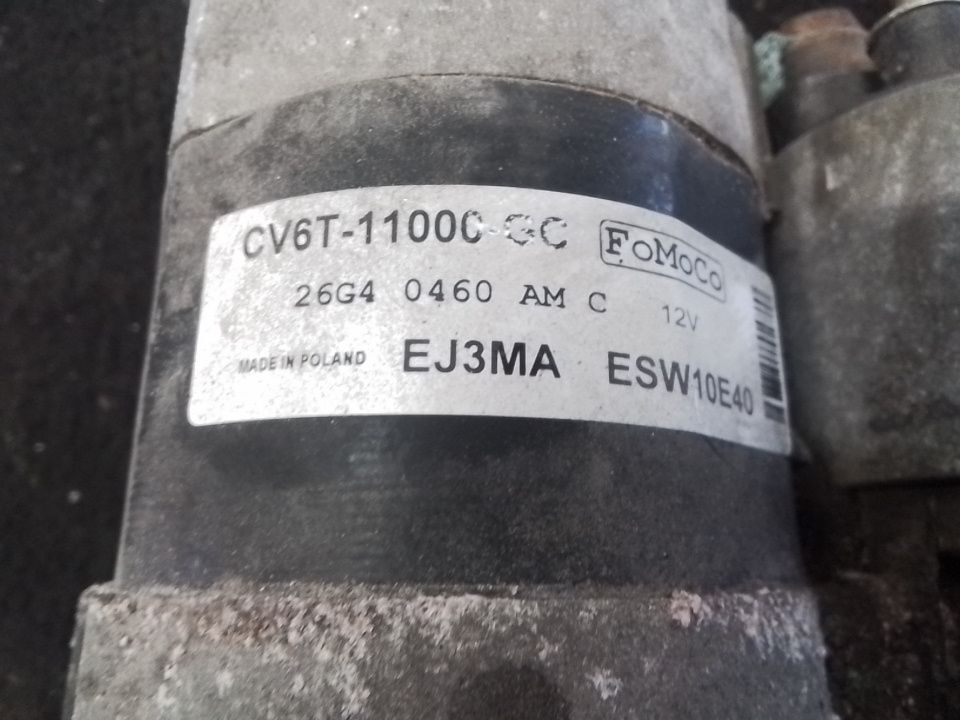 CV6T-11000-GC FoMoCo
26G4 0460 AM C 12V
MADE IN POLAND EJ3MA ESW10E40